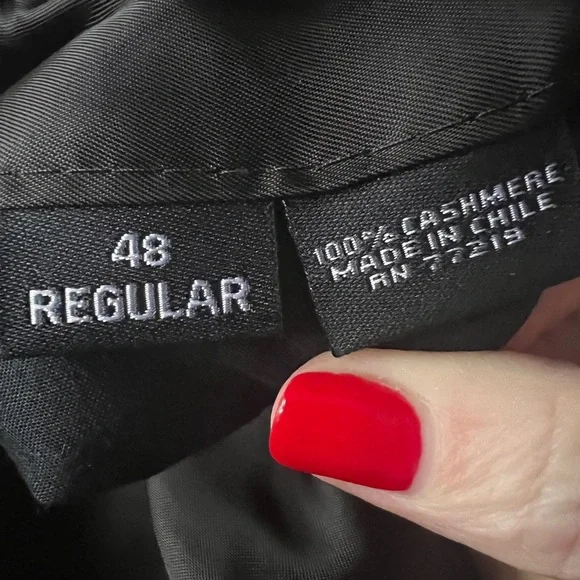 48
REGULAR
100% CASHMERE
MADE IN CHILE
RN 77219